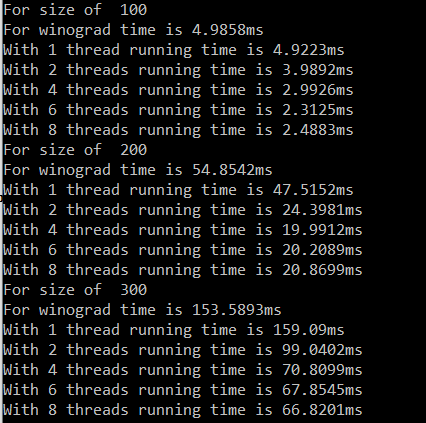 For size of  100
For winograd time is 4.9858ms
With 1 thread running time is 4.9223ms
With 2 threads running time is 3.9892ms
With 4 threads running time is 2.9926ms
With 6 threads running time is 2.3125ms
With 8 threads running time is 2.4883ms
For size of  200
For winograd time is 54.8542ms
With 1 thread running time is 47.5152ms
With 2 threads running time is 24.3981ms
With 4 threads running time is 19.9912ms
With 6 threads running time is 20.2089ms
With 8 threads running time is 20.8699ms
For size of  300
For winograd time is 153.5893ms
With 1 thread running time is 159.09ms
With 2 threads running time is 99.0402ms
With 4 threads running time is 70.8099ms
With 6 threads running time is 67.8545ms
With 8 threads running time is 66.8201ms